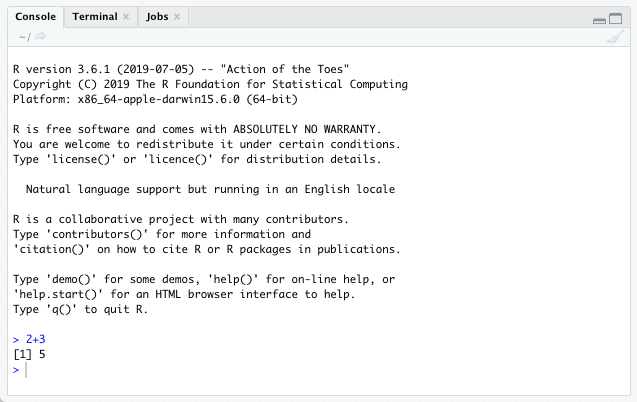 Console Terminal Jobs
~/
R version 3.6.1 (2019-07-05) -- "Action of the Toes"
Copyright (C) 2019 The R Foundation for Statistical Computing
Platform: x86_64-apple-darwin15.6.0 (64-bit)
R is free software and comes with ABSOLUTELY NO WARRANTY.
You are welcome to redistribute it under certain conditions.
Type 'license()' or 'licence()' for distribution details.
Natural language support but running in an English locale
R is a collaborative project with many contributors.
Type 'contributors()' for more information and
'citation()' on how to cite R or R packages in publications.
Type 'demo()' for some demos, 'help()' for on-line help, or
'help.start()' for an HTML browser interface to help.
Type 'q()' to quit R.
> 2+3
[1] 5
>